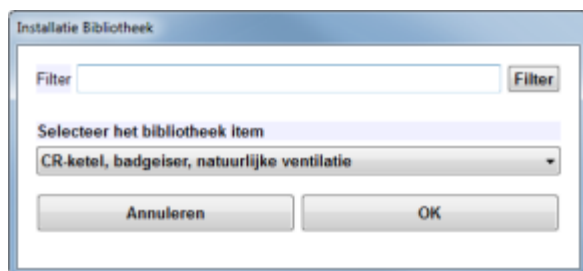 Installatie Bibliotheek
Filter Filter
Selecteer het bibliotheek item
CR-ketel, badgeiser, natuurlijke ventilatie
Annuleren OK